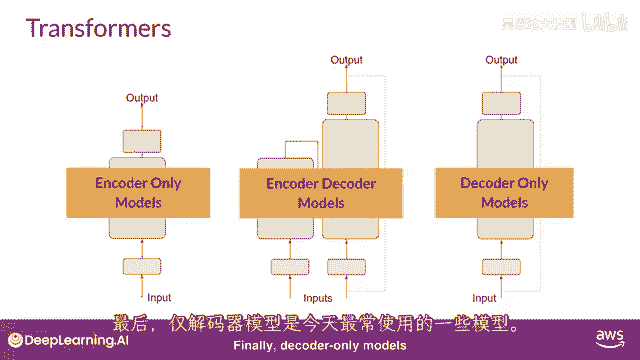 Transformers
Output
Output
Output
Encoder Only
Models
Encoder Decoder
Models
Decoder Only
Models
Input
Inputs
Input
最后，仅解码器模型是今天最常使用的一些模型。
DeepLearning.AI
Finally, decoder-only models
aws